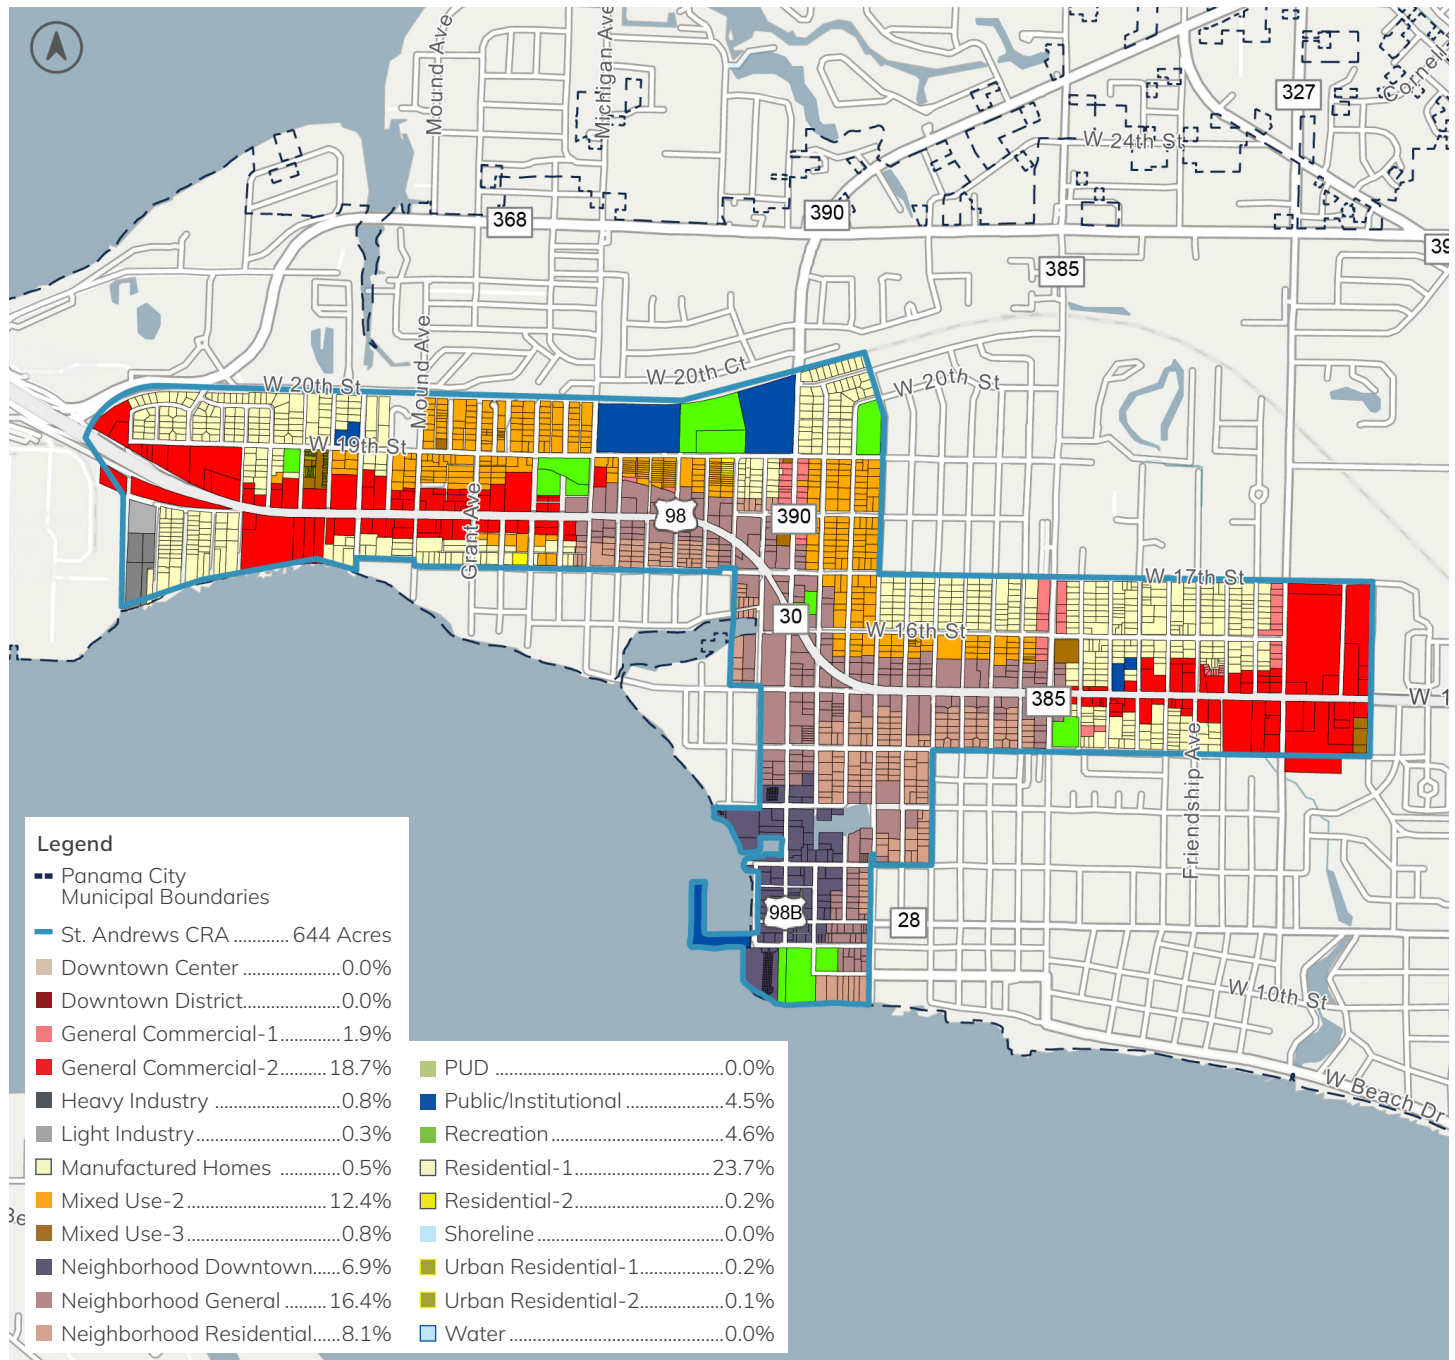 Mound Ave
Michigan Ave
Cornell
327
W 24th St
368
390
39
385
Mound Ave
W 20th St
W 20th Ct
W 20th St
W 19th St
Grant Ave
98
390
W 17th St
30
W 16th St
385
W 1
Friendship Ave
98B
28
W 10th St
W Beach Dr
Be
Legend
Panama City
Municipal Boundaries
St. Andrews CRA ............ 644 Acres
Downtown Center ..................0.0%
Downtown District..................0.0%
General Commercial-1............1.9%
General Commercial-2.........18.7%
Heavy Industry ......................0.8%
Light Industry.........................0.3%
Manufactured Homes ...........0.5%
Mixed Use-2.........................12.4%
Mixed Use-3............................0.8%
Neighborhood Downtown......6.9%
Neighborhood General ........16.4%
Neighborhood Residential......8.1%
PUD ........................................0.0%
Public/Institutional .................4.5%
Recreation..............................4.6%
Residential-1........................23.7%
Residential-2..........................0.2%
Shoreline................................0.0%
Urban Residential-1................0.2%
Urban Residential-2................0.1%
Water.....................................0.0%